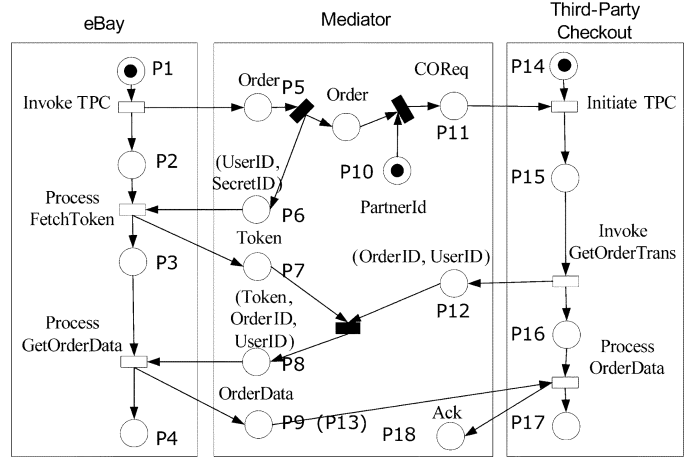 eBay
Mediator
Third-Party
Checkout
P1
Invoke TPC
P2
Process
FetchToken
P3
Process
GetOrderData
P4
Order
P5
Order
COReq
P11
P10
PartnerId
(UserID,
SecretID)
P6
Token
P7
(OrderID, UserID)
P12
(Token,
OrderID,
UserID)
P8
OrderData
P9 (P13)
Ack
P18
P14
Initiate TPC
P15
Invoke
GetOrderTrans
P16
Process
OrderData
P17